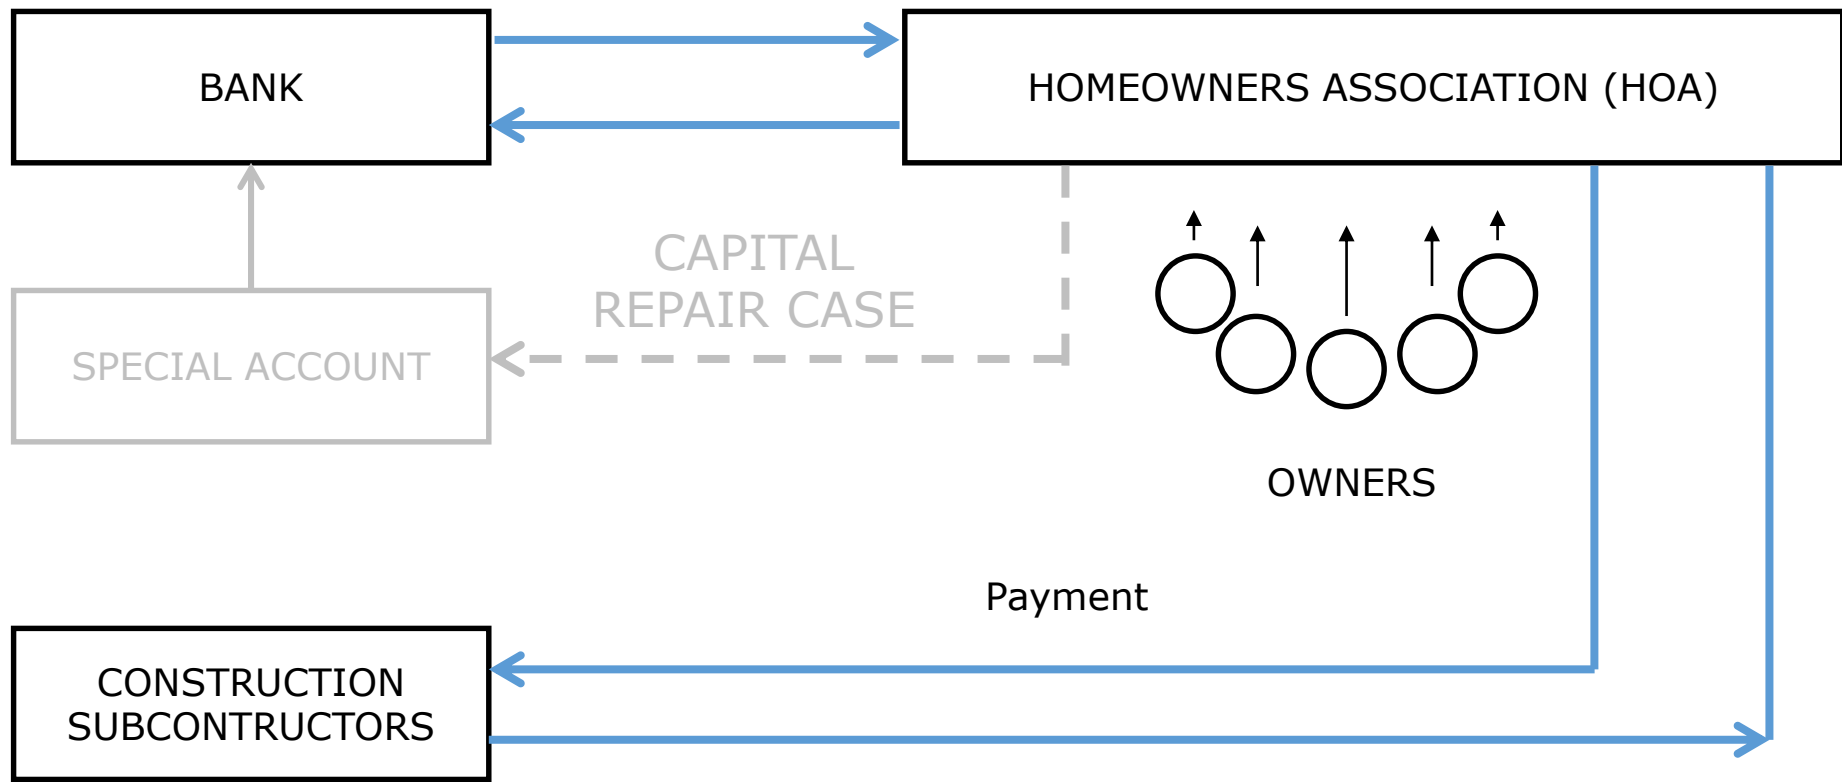 BANK
HOMEOWNERS ASSOCIATION (HOA)
CAPITAL
REPAIR CASE
SPECIAL ACCOUNT
OWNERS
Payment
CONSTRUCTION
SUBCONTRUCTORS